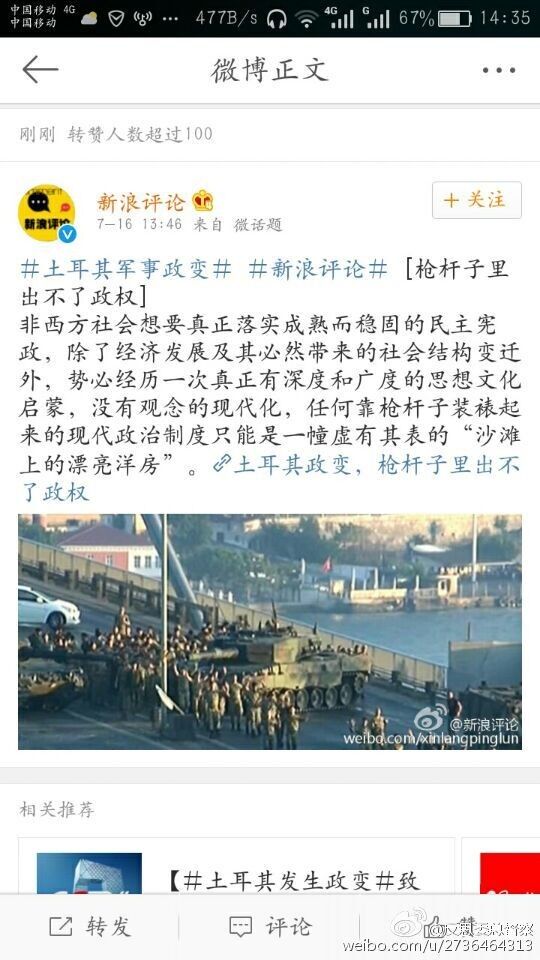 中国移动 4G
中国移动
477B/s
4G
G
67%
14:35
微博正文
刚刚 转赞人数超过100
新浪评论
新浪评论
+ 关注
7-16 13:46 来自 微话题
#土耳其军事政变# #新浪评论# [枪杆子里
出不了政权]
非西方社会想要真正落实成熟而稳固的民主宪
政，除了经济发展及其必然带来的社会结构变迁
外，势必经历一次真正有深度和广度的思想文化
启蒙，没有观念的现代化，任何靠枪杆子装裱起
来的现代政治制度只能是一幢虚有其表的“沙滩
上的漂亮洋房”。土耳其政变，枪杆子里出不
了政权
@新浪评论
weibo.com/xinlangpinglun
相关推荐
【#土耳其发生政变#致
转发
评论
赞
weibo.com/u/2736464313